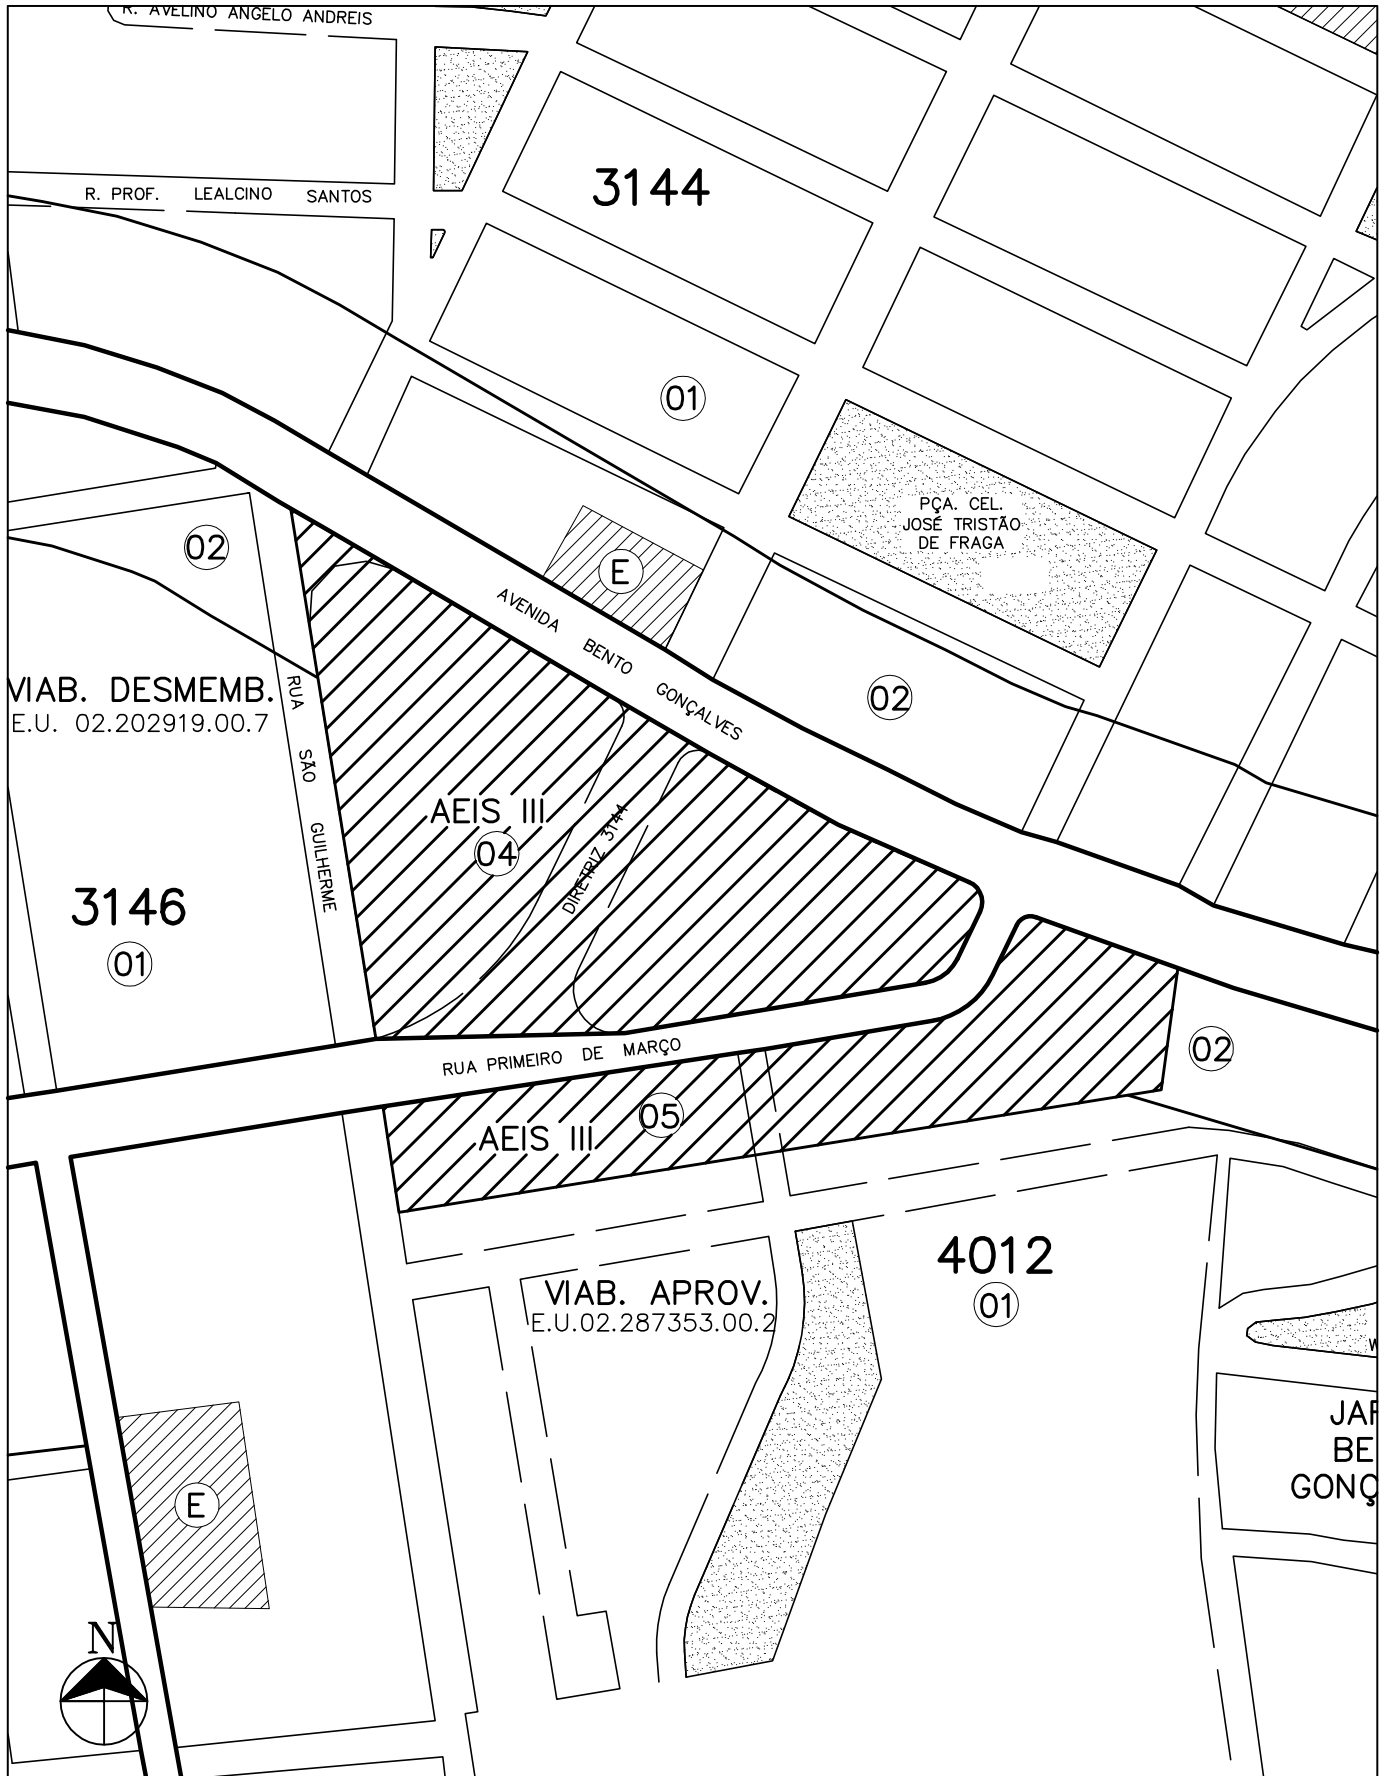 R. AVELINO ANGELO ANDREIS
R. PROF. LEALCINO SANTOS
3144
01
PÇA. CEL.
JOSÉ TRISTÃO
DE FRAGA
02
E
AVENIDA BENTO GONÇALVES
02
VIAB. DESMEMB.
E.U. 02.202919.00.7
RUA SÃO GUILHERME
AEIS III
04
DIRETRIZ 3144
3146
01
02
RUA PRIMEIRO DE MARÇO
05
AEIS III
4012
01
VIAB. APROV.
E.U.02.287353.00.2
JAR
BE
GONÇ
E
N